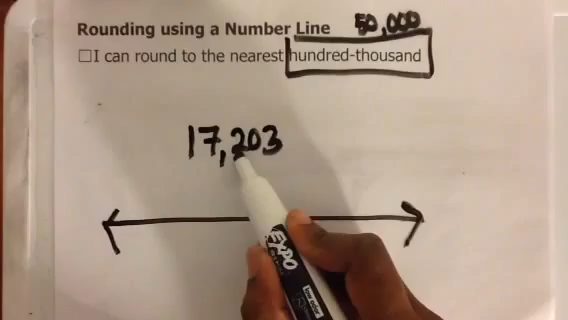 Rounding using a Number Line 50,000
☐I can round to the nearest hundred-thousand
17,203
EXPO